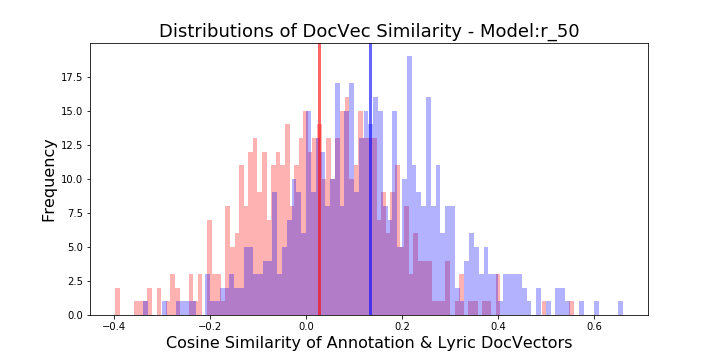 Distributions of DocVec Similarity - Model:r_50
Frequency
17.5
15.0
12.5
10.0
7.5
5.0
2.5
0.0
−0.4 −0.2 0.0 0.2 0.4 0.6
Cosine Similarity of Annotation & Lyric DocVectors